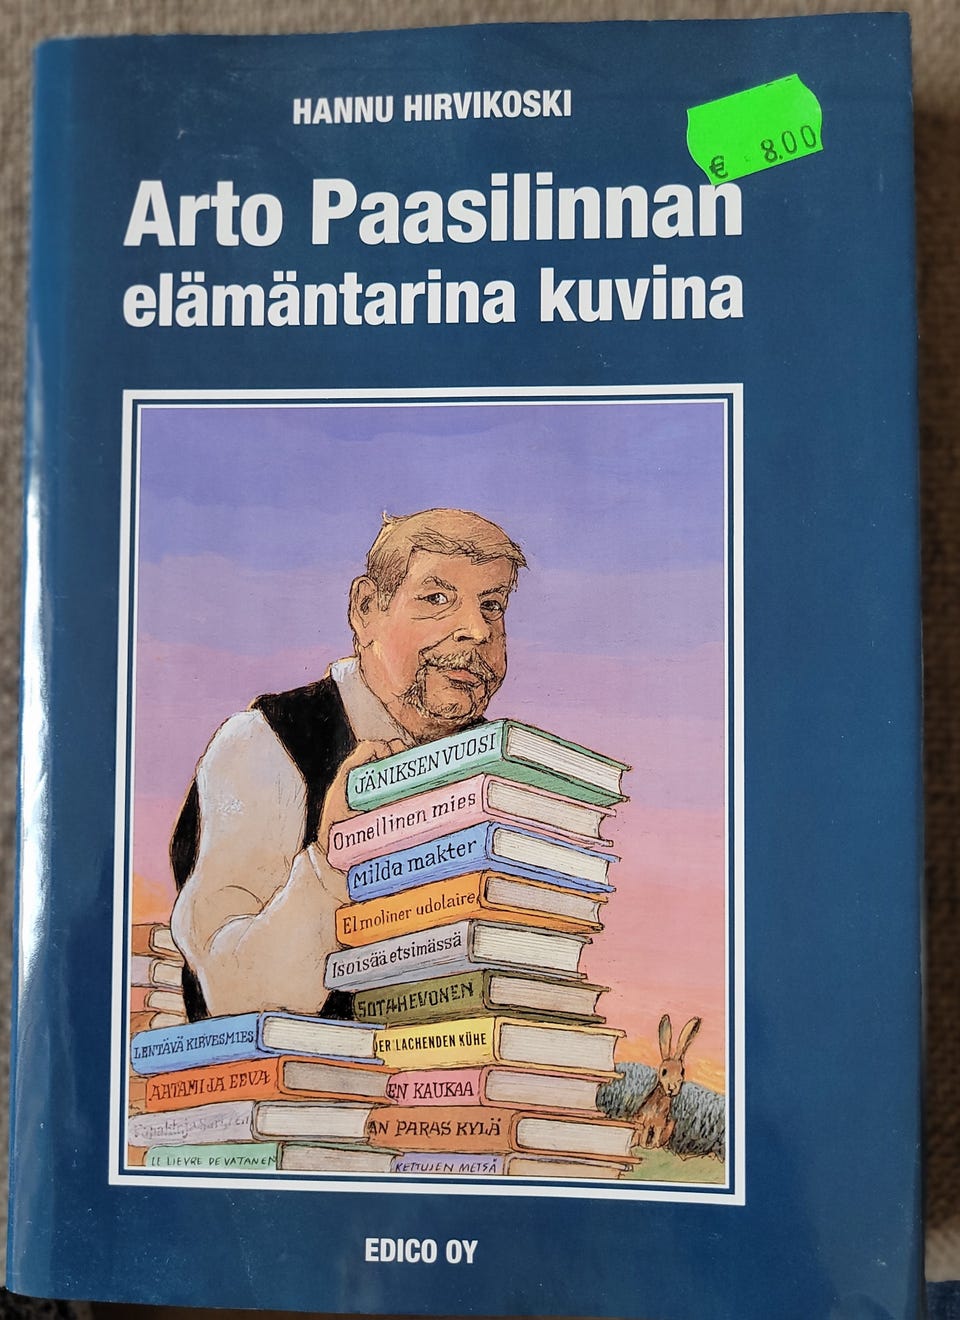 HANNU HIRVIKOSKI
€ 8.00
Arto Paasilinnan
elämäntarina kuvina
JÄNIKSEN VUOSI
Onnellinen mies
Milda makter
El moliner udolaire
Isoisää etsimässä
SOTAHEVONEN
LENTÄVÄ KIRVESMIES
ER LACHENDEN KÜHE
AATAMI JA EEVA
EN KAUKAA
AN PARAS KYLÄ
LE LIEVRE DE VATANEN
KETTUJEN METSÄ
EDICO OY